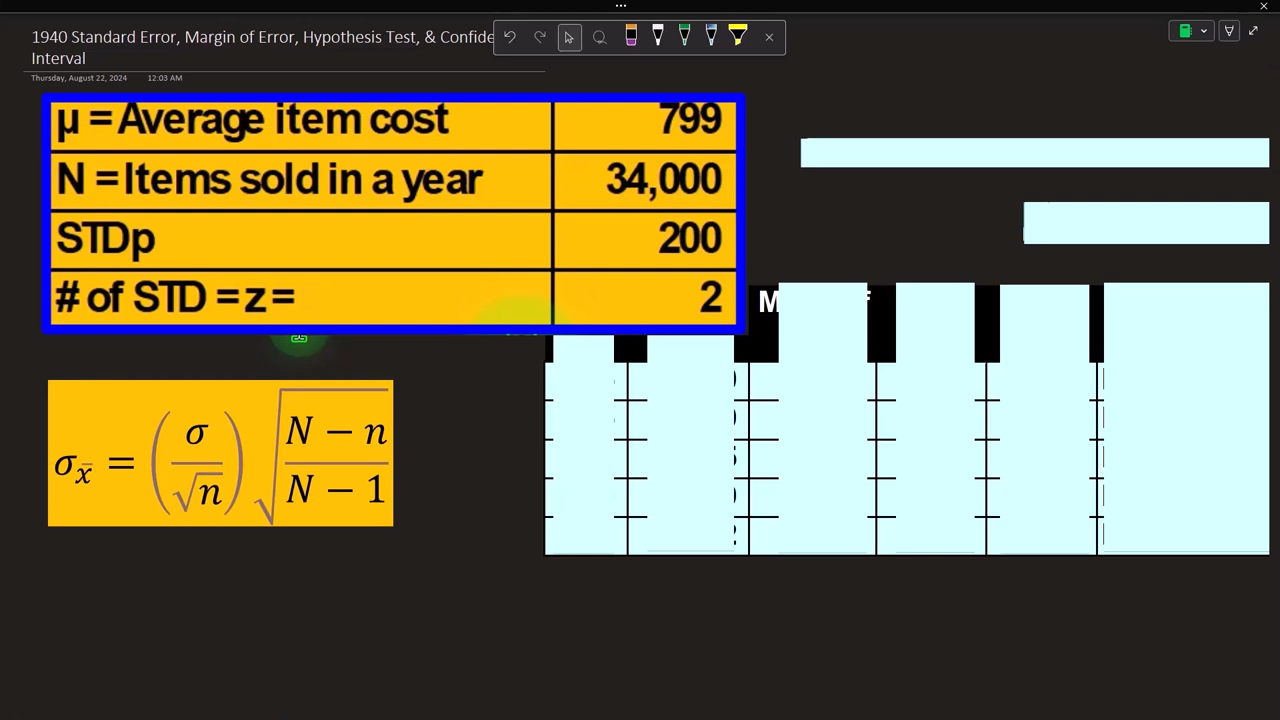 1940 Standard Error, Margin of Error, Hypothesis Test, & Confide
Interval
Thursday, August 22, 2024 12:03 AM
μ = Average item cost 799
N = Items sold in a year 34,000
STDp 200
# of STD = z = 2
σx̄ = (σ/√n) √((N − n)/(N − 1))